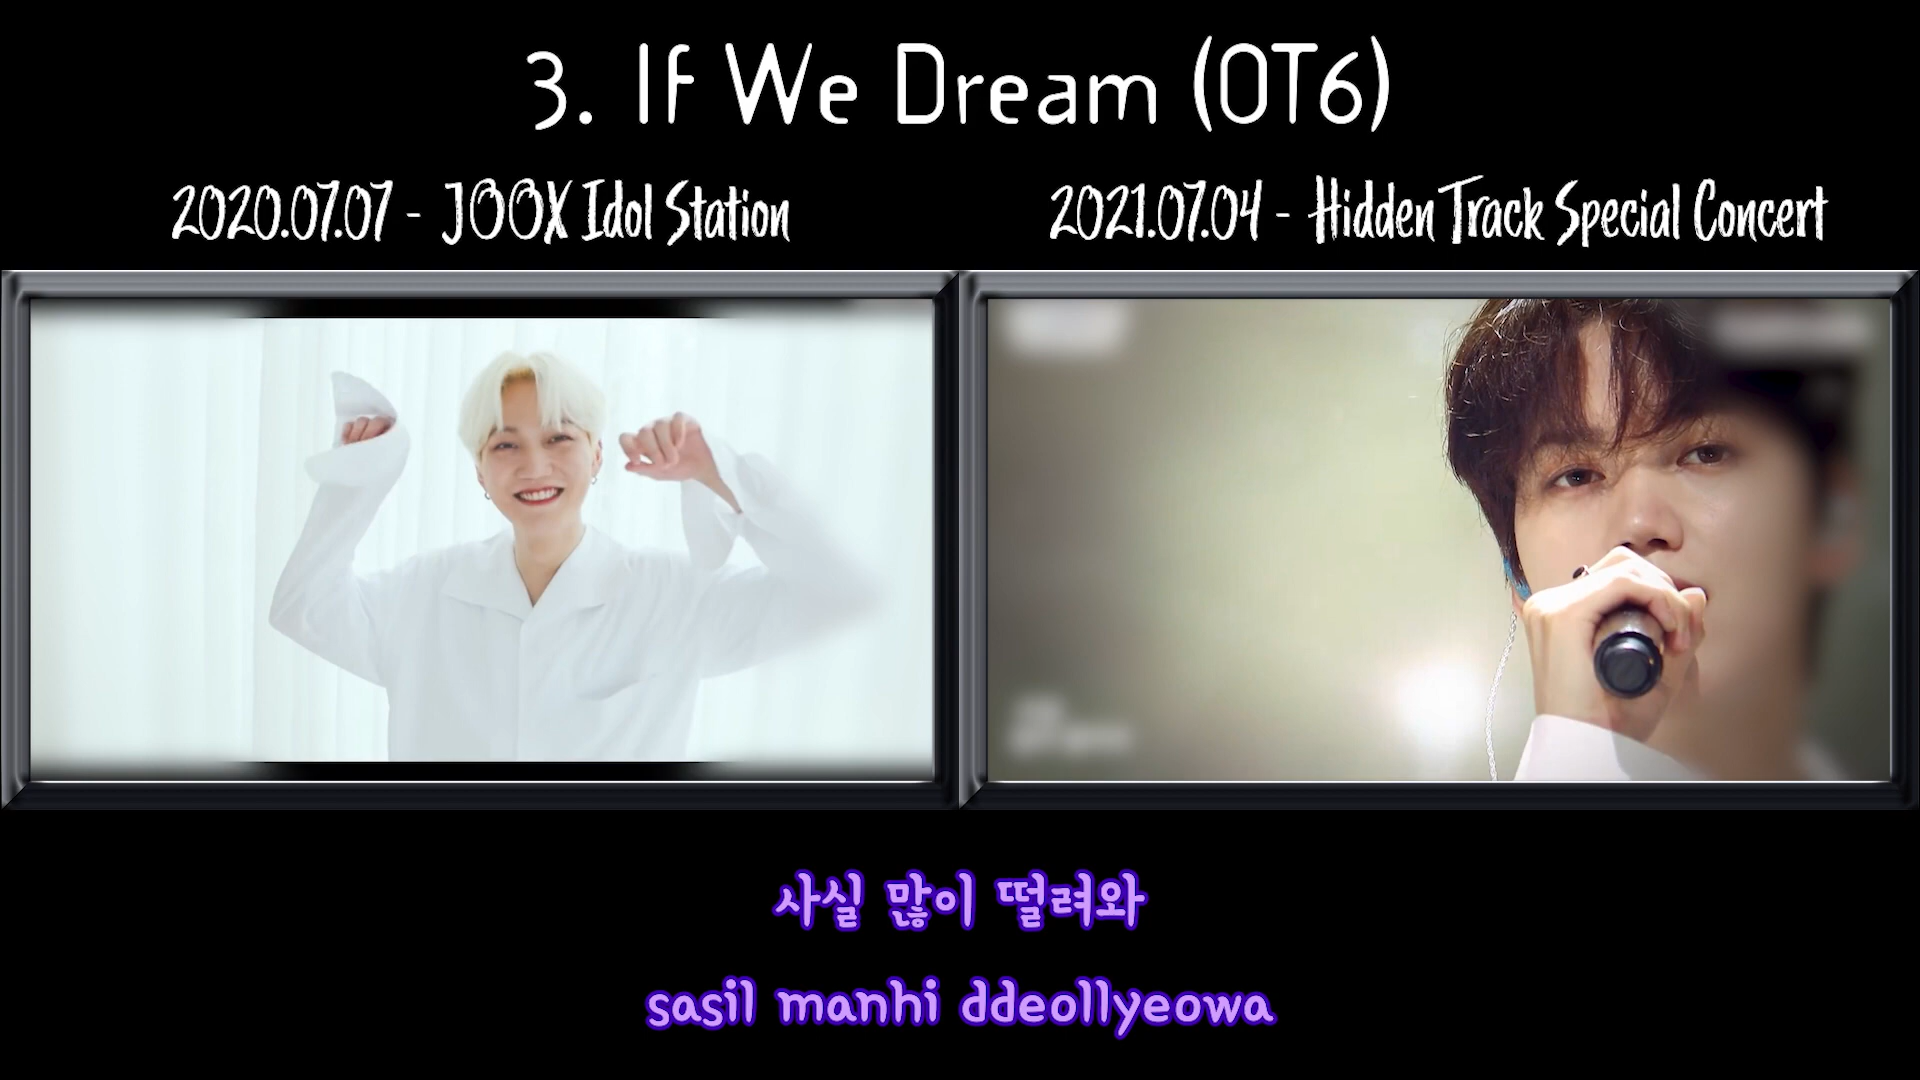 3. If We Dream (OT6)
2020.07.07 - JOOX Idol Station
2021.07.04 - Hidden Track Special Concert
사실 많이 떨려와
sasil manhi ddeollyeowa